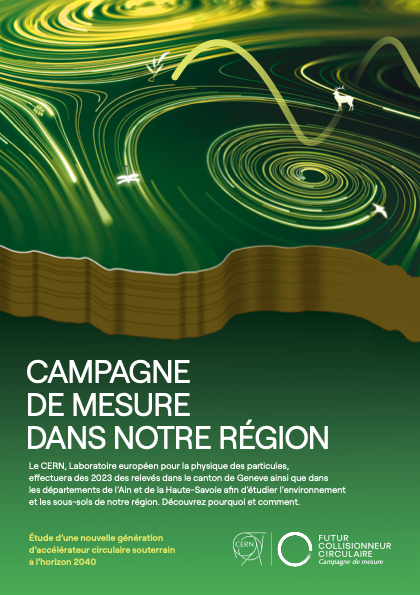 CAMPAGNE
DE MESURE
DANS NOTRE RÉGION
Le CERN, Laboratoire européen pour la physique des particules,
effectuera des 2023 des relevés dans le canton de Geneve ainsi que dans
les départements de l'Ain et de la Haute-Savoie afin d'étudier l'environnement
et les sous-sols de notre région. Découvrez pourquoi et comment.
Étude d'une nouvelle génération
d'accélérateur circulaire souterrain
a l'horizon 2040
CERN
FUTUR
COLLISIONNEUR
CIRCULAIRE
Campagne de mesure